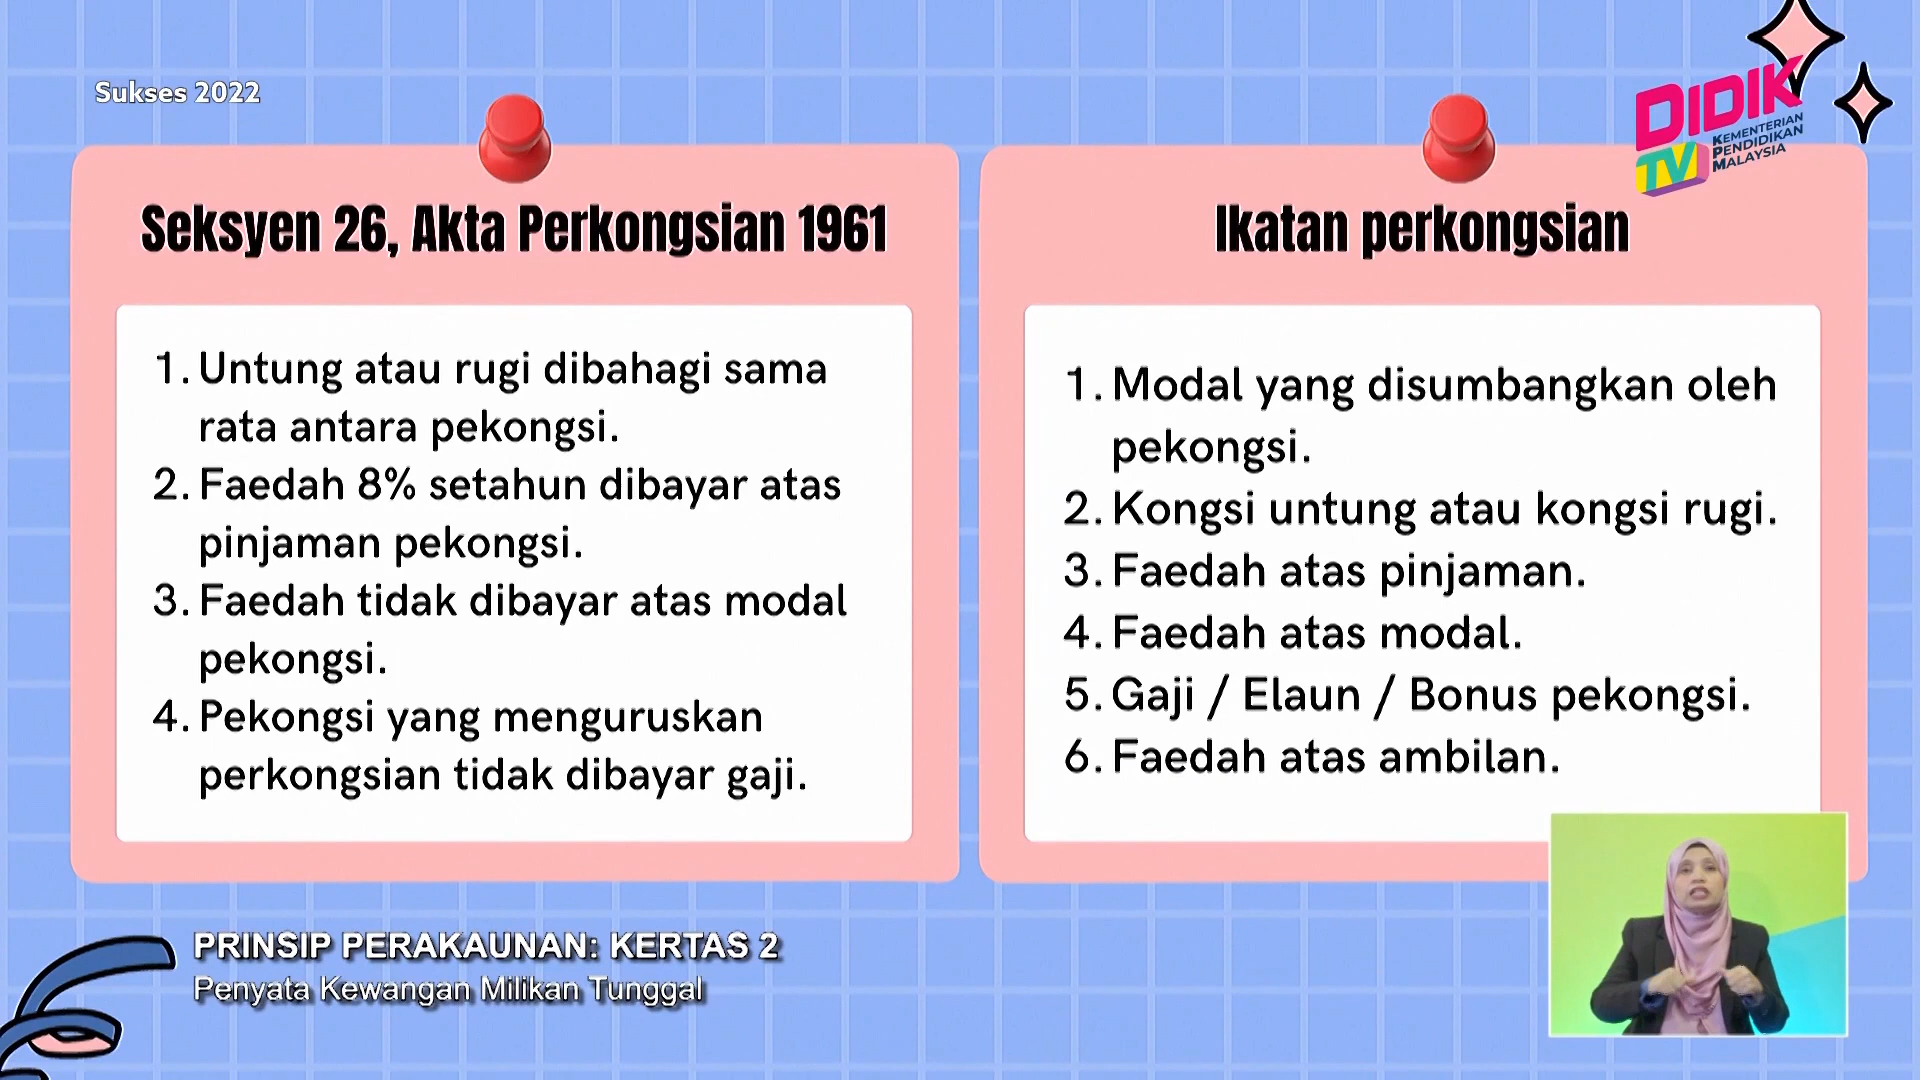 Sukses 2022
DIDIK
TV
KEMENTERIAN
PENDIDIKAN
MALAYSIA
Seksyen 26, Akta Perkongsian 1961
1. Untung atau rugi dibahagi sama
rata antara pekongsi.
2. Faedah 8% setahun dibayar atas
pinjaman pekongsi.
3. Faedah tidak dibayar atas modal
pekongsi.
4. Pekongsi yang menguruskan
perkongsian tidak dibayar gaji.
Ikatan perkongsian
1. Modal yang disumbangkan oleh
pekongsi.
2. Kongsi untung atau kongsi rugi.
3. Faedah atas pinjaman.
4. Faedah atas modal.
5. Gaji / Elaun / Bonus pekongsi.
6. Faedah atas ambilan.
PRINSIP PERAKAUNAN: KERTAS 2
Penyata Kewangan Milikan Tunggal